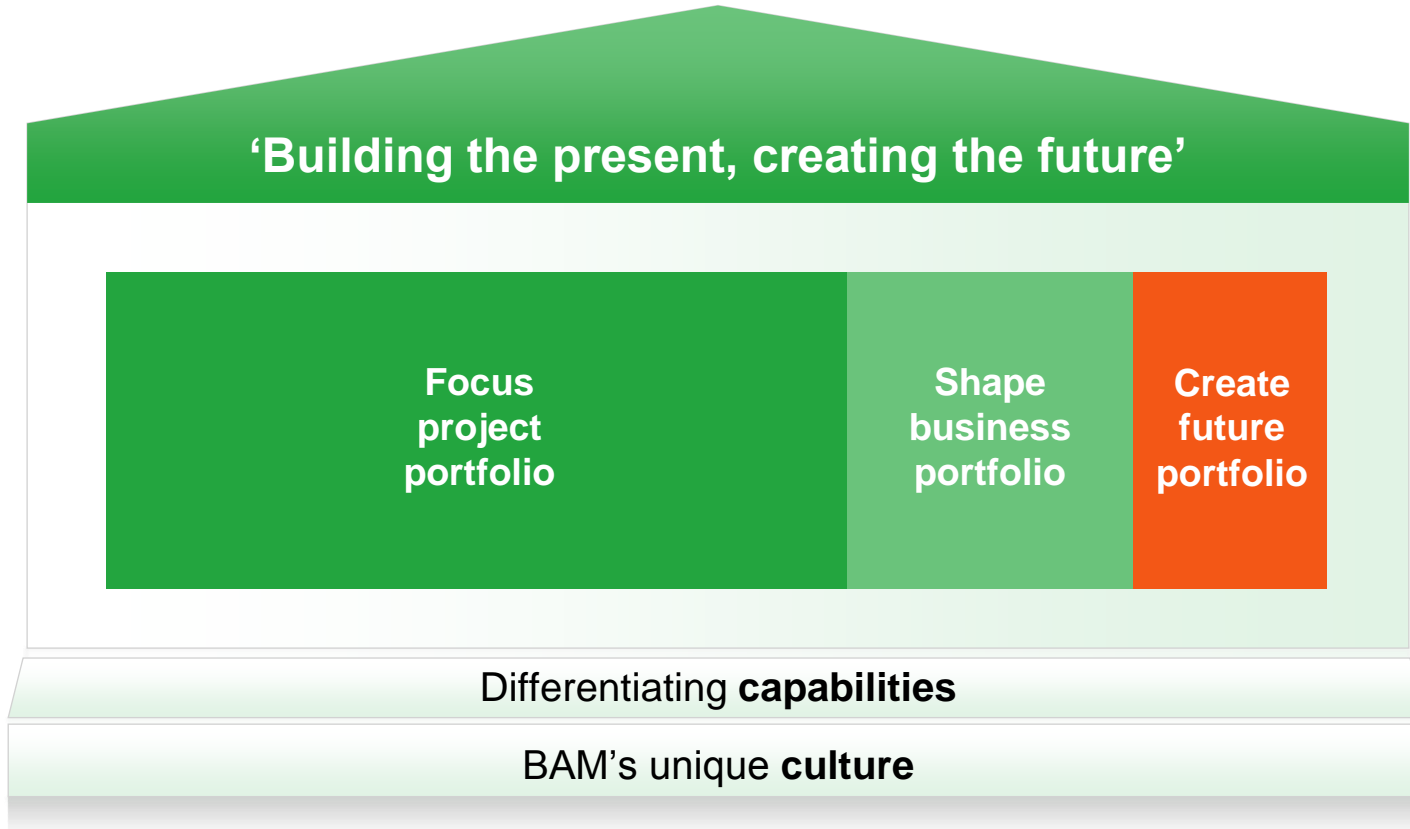 ‘Building the present, creating the future’
Focus
project
portfolio
Shape
business
portfolio
Create
future
portfolio
Differentiating capabilities
BAM’s unique culture